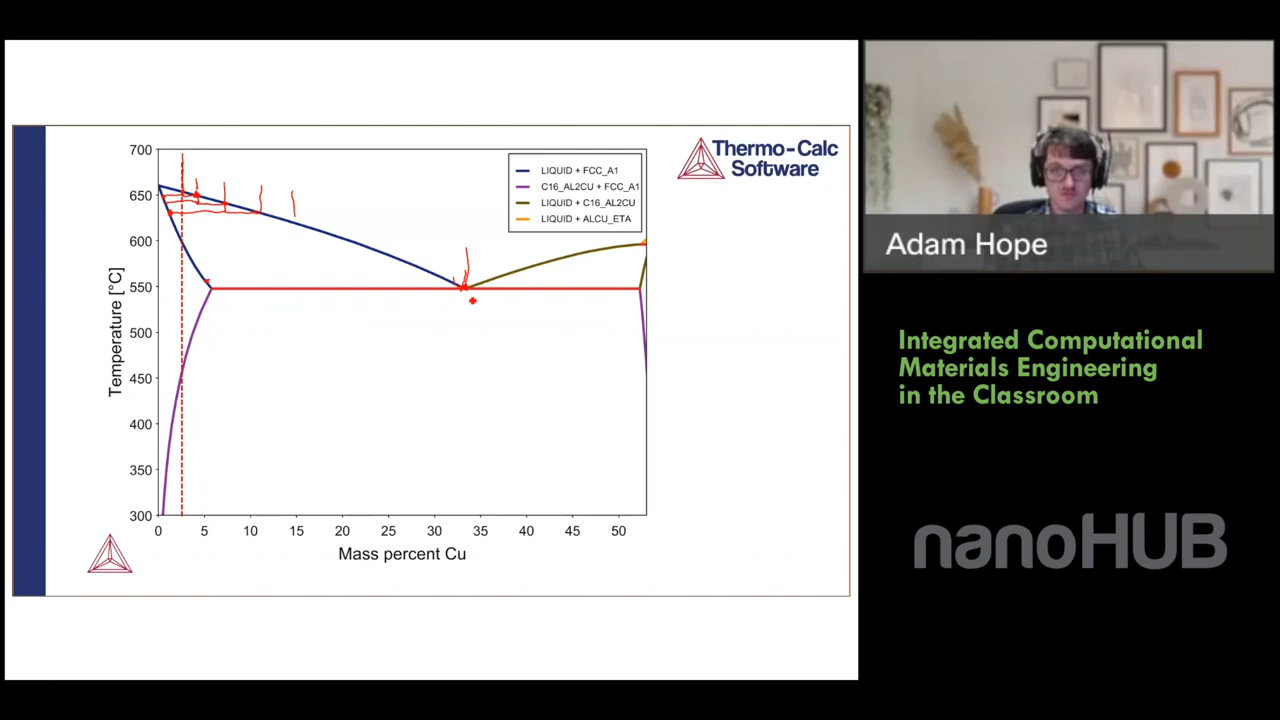 Thermo-Calc
Software
LIQUID + FCC_A1
C16_AL2CU + FCC_A1
LIQUID + C16_AL2CU
LIQUID + ALCU_ETA
700
650
600
550
500
450
400
350
300
Temperature [°C]
0 5 10 15 20 25 30 35 40 45 50
Mass percent Cu
Adam Hope
Integrated Computational
Materials Engineering
in the Classroom
nanoHUB